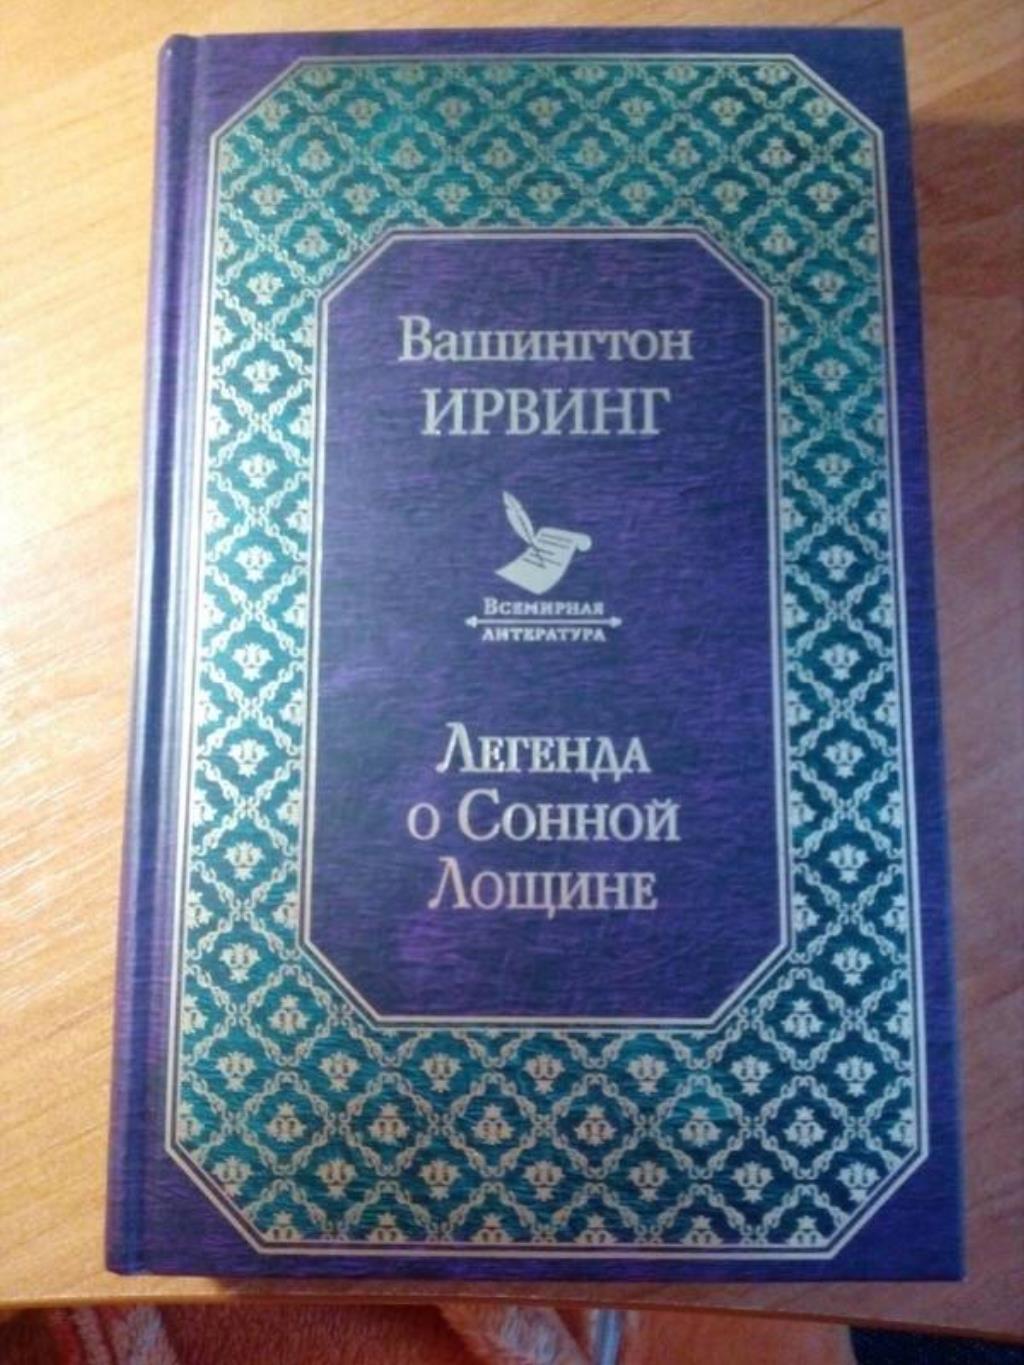 Вашингтон
ИРВИНГ
Всемирная
литература
Легенда
о Сонной
Лощине